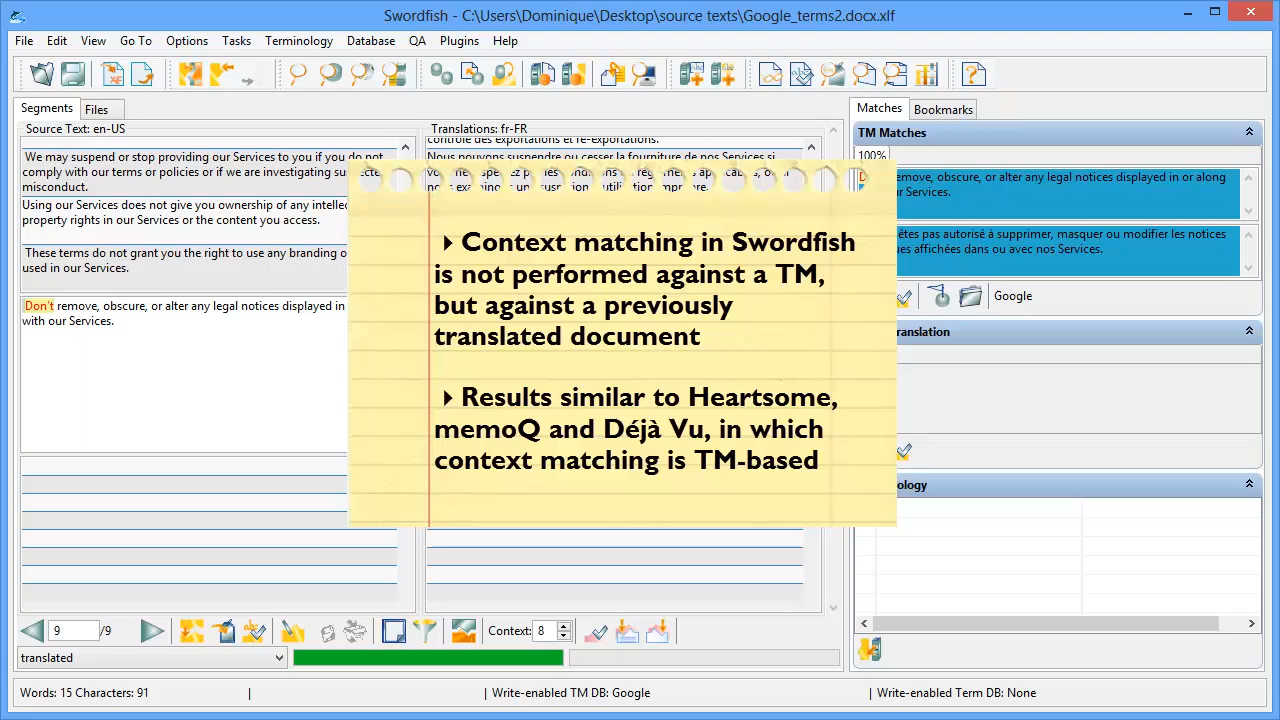 Swordfish - C:\Users\Dominique\Desktop\source texts\Google_terms2.docx.xlf
File Edit View Go To Options Tasks Terminology Database QA Plugins Help
Segments Files
Source Text: en-US
Translations: fr-FR
We may suspend or stop providing our Services to you if you do not
comply with our terms or policies or if we are investigating
misconduct.
Using our Services does not give you ownership of any
property rights in our Services or the content you access.
These terms do not grant you the right to use any branding
used in our Services.
Don't remove, obscure, or alter any legal notices displayed in
with our Services.
contrôle des exportations et ré-exportations.
Nous pouvons suspendre ou cesser la fourniture de nos Services si
▸Context matching in Swordfish
is not performed against a TM,
but against a previously
translated document
▸Results similar to Heartsome,
memoQ and Déjà Vu, in which
context matching is TM-based
Matches Bookmarks
TM Matches
100%
remove, obscure, or alter any legal notices displayed in or along
Services.
pas autorisé à supprimer, masquer ou modifier les notices
affichées dans ou avec nos Services.
Google
9 /9
Context: 8
translated
Words: 15 Characters: 91
| Write-enabled TM DB: Google
| Write-enabled Term DB: None